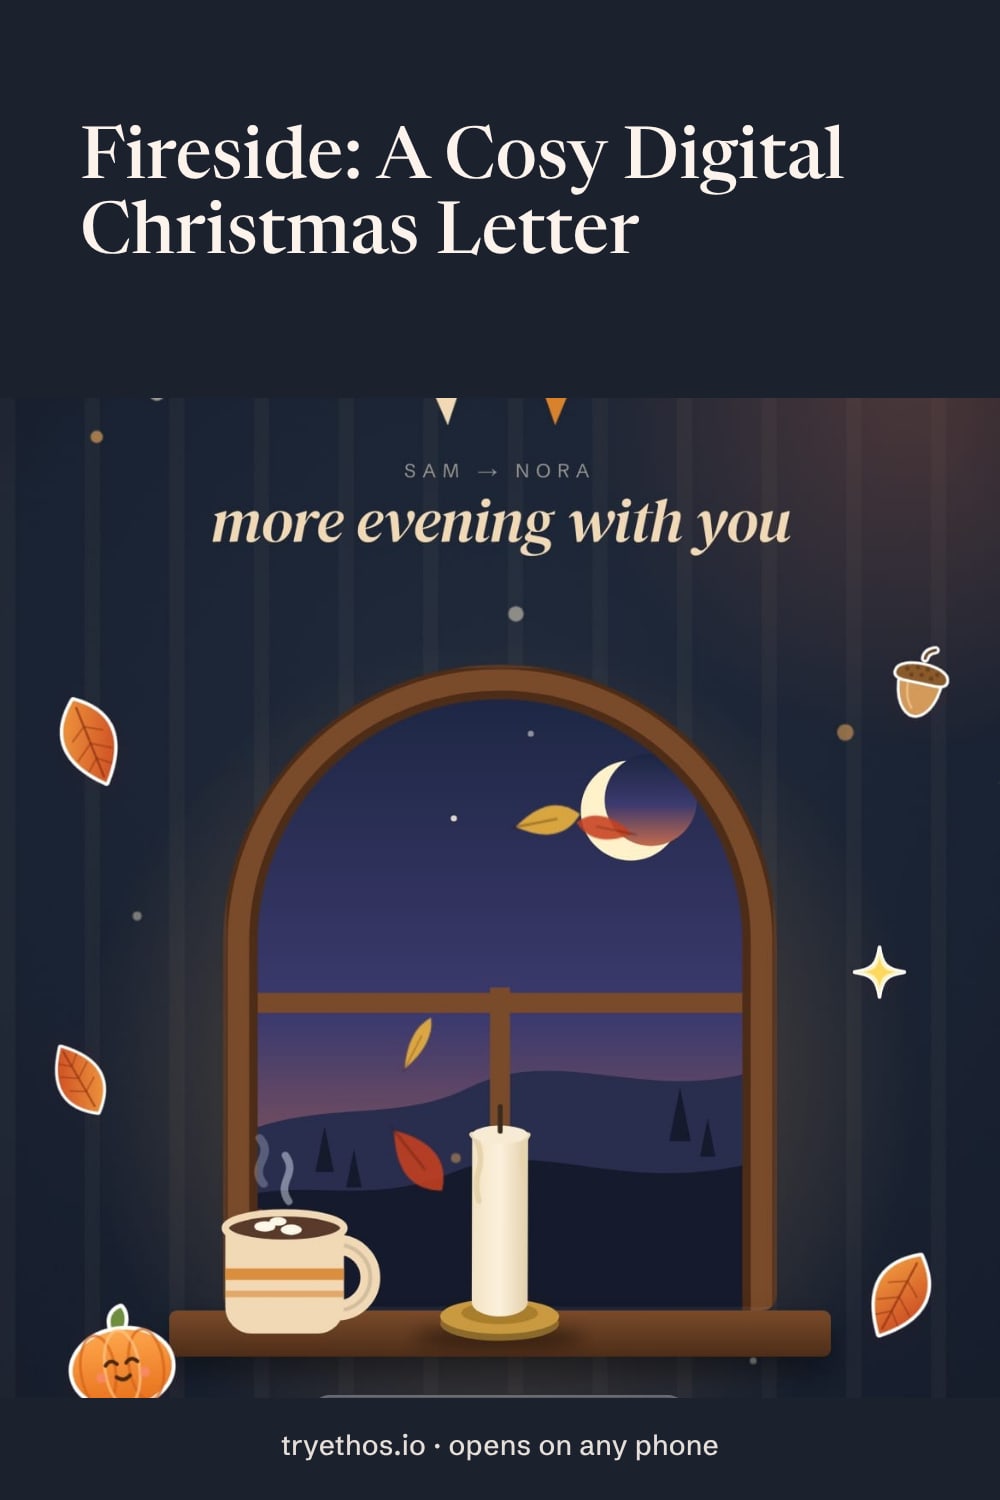 Fireside: A Cosy Digital
Christmas Letter
SAM → NORA
more evening with you
tryethos.io · opens on any phone